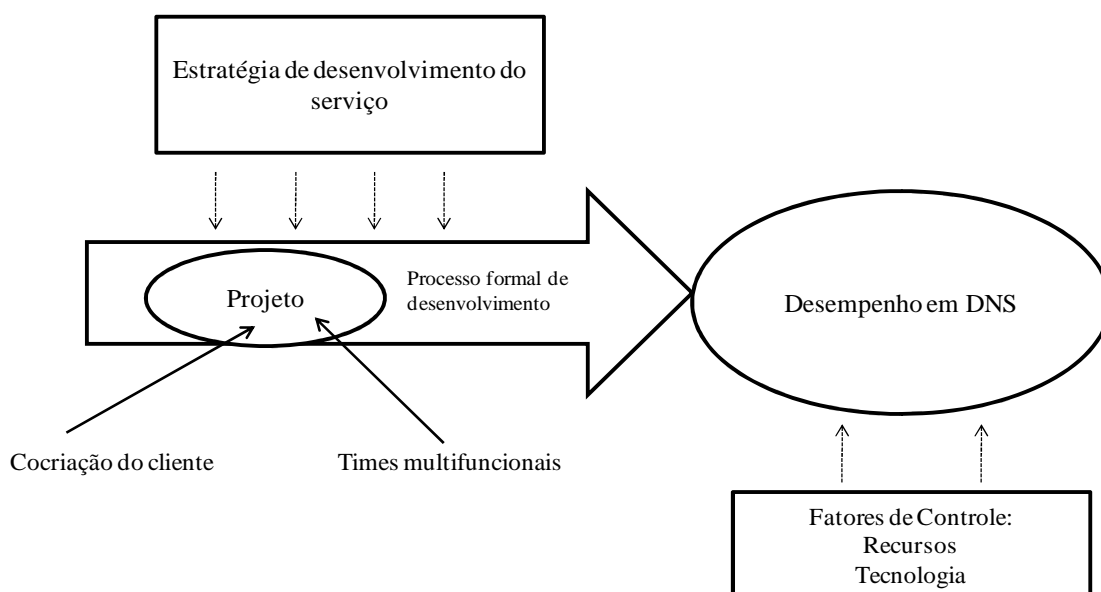 Estratégia de desenvolvimento do
serviço
Processo formal de
desenvolvimento
Projeto
Desempenho em DNS
Cocriação do cliente
Times multifuncionais
Fatores de Controle:
Recursos
Tecnologia